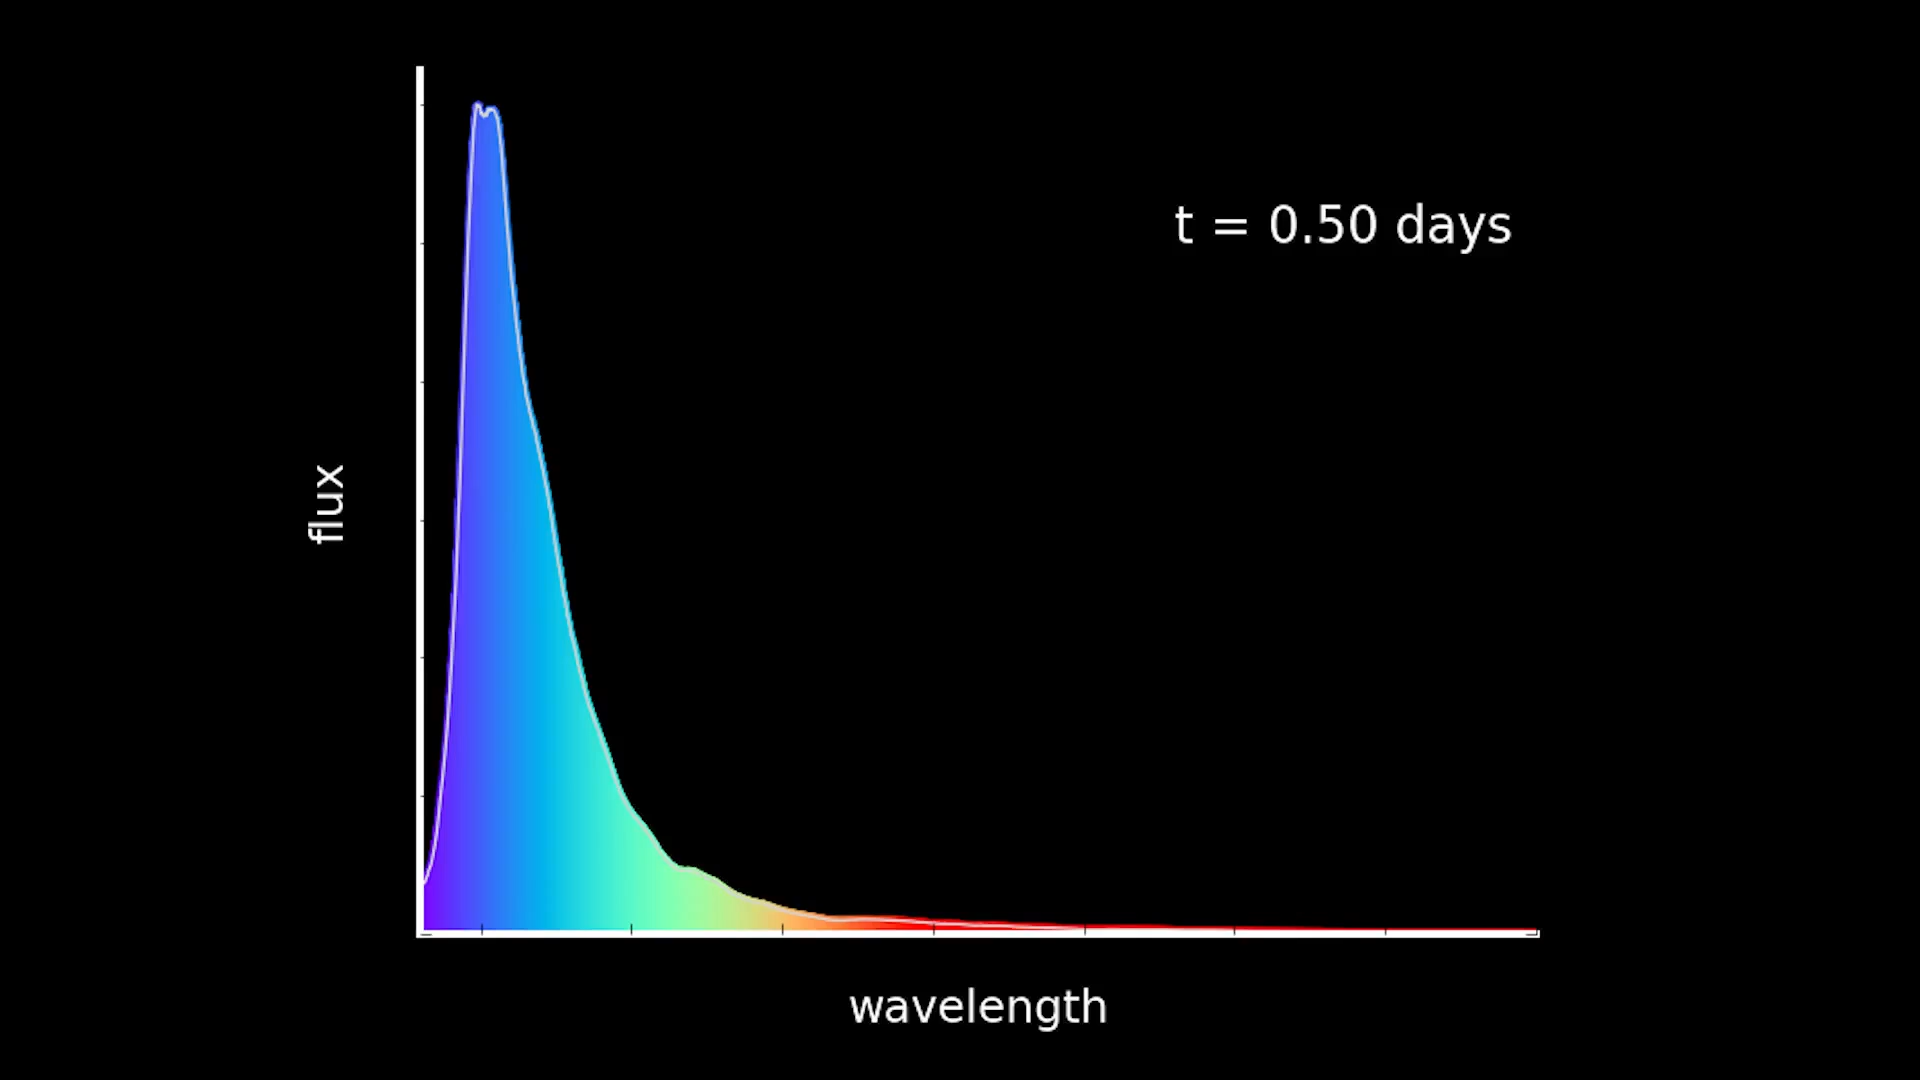 t = 0.50 days
flux
wavelength